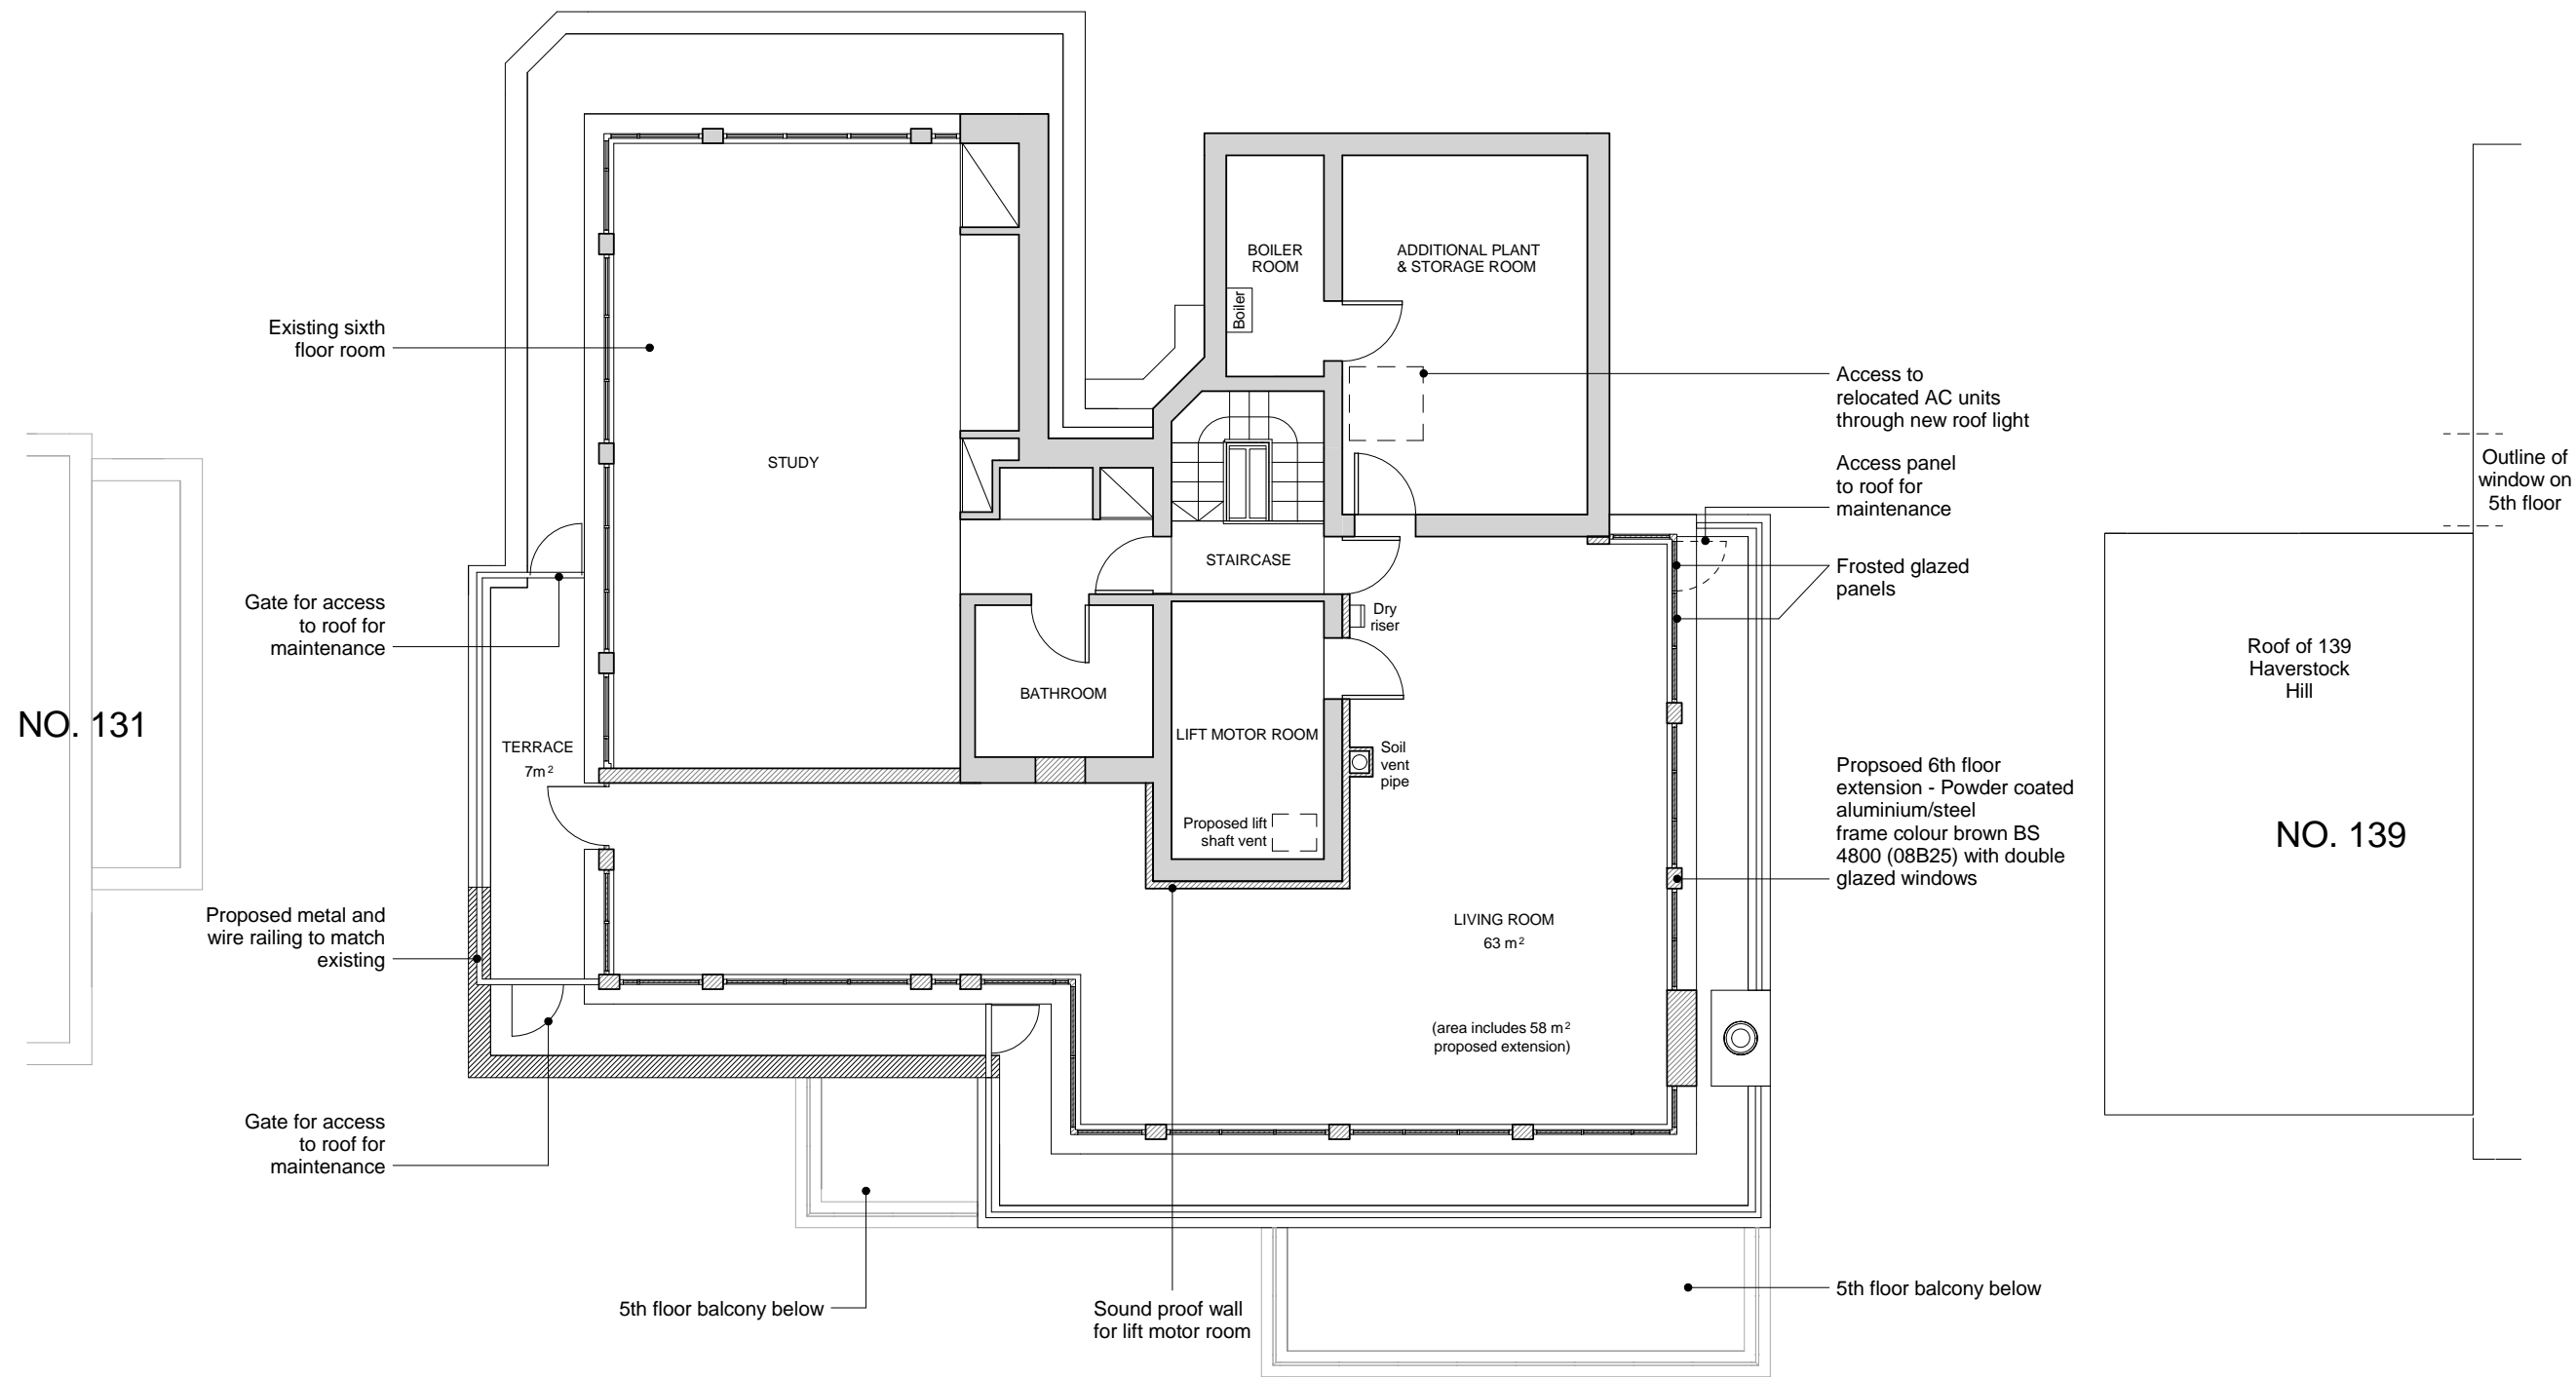 BOILER
ROOM
Boiler
ADDITIONAL PLANT
& STORAGE ROOM
Existing sixth
floor room
Access to
relocated AC units
through new roof light
Access panel
to roof for
maintenance
Outline of
window on
5th floor
STUDY
STAIRCASE
Frosted glazed
panels
Gate for access
to roof for
maintenance
Dry
riser
Roof of 139
Haverstock
Hill
NO. 131
BATHROOM
TERRACE
7m²
LIFT MOTOR ROOM
Soil
vent
pipe
Propsoed 6th floor
extension - Powder coated
aluminium/steel
frame colour brown BS
4800 (08B25) with double
glazed windows
NO. 139
Proposed lift
shaft vent
Proposed metal and
wire railing to match
existing
LIVING ROOM
63 m²
(area includes 58 m²
proposed extension)
Gate for access
to roof for
maintenance
5th floor balcony below
Sound proof wall
for lift motor room
5th floor balcony below